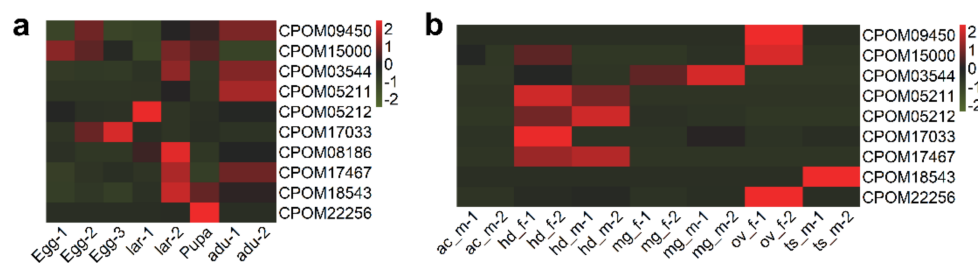 a
CPOM09450
CPOM15000
CPOM03544
CPOM05211
CPOM05212
CPOM17033
CPOM08186
CPOM17467
CPOM18543
CPOM22256
2
1
0
-1
-2
Egg-1
Egg-2
Egg-3
lar-1
lar-2
Pupa
adu-1
adu-2
b
CPOM09450
CPOM15000
CPOM03544
CPOM05211
CPOM05212
CPOM17033
CPOM17467
CPOM18543
CPOM22256
2
1
0
-1
-2
ac_m-1
ac_m-2
hd_f-1
hd_f-2
hd_m-1
hd_m-2
mg_f-1
mg_f-2
mg_m-1
mg_m-2
ov_f-1
ov_f-2
ts_m-1
ts_m-2